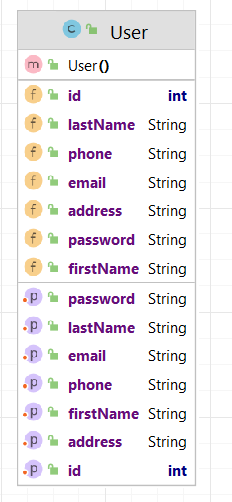 C User
m User()
f id int
f lastName String
f phone String
f email String
f address String
f password String
f firstName String
p password String
p lastName String
p email String
p phone String
p firstName String
p address String
p id int